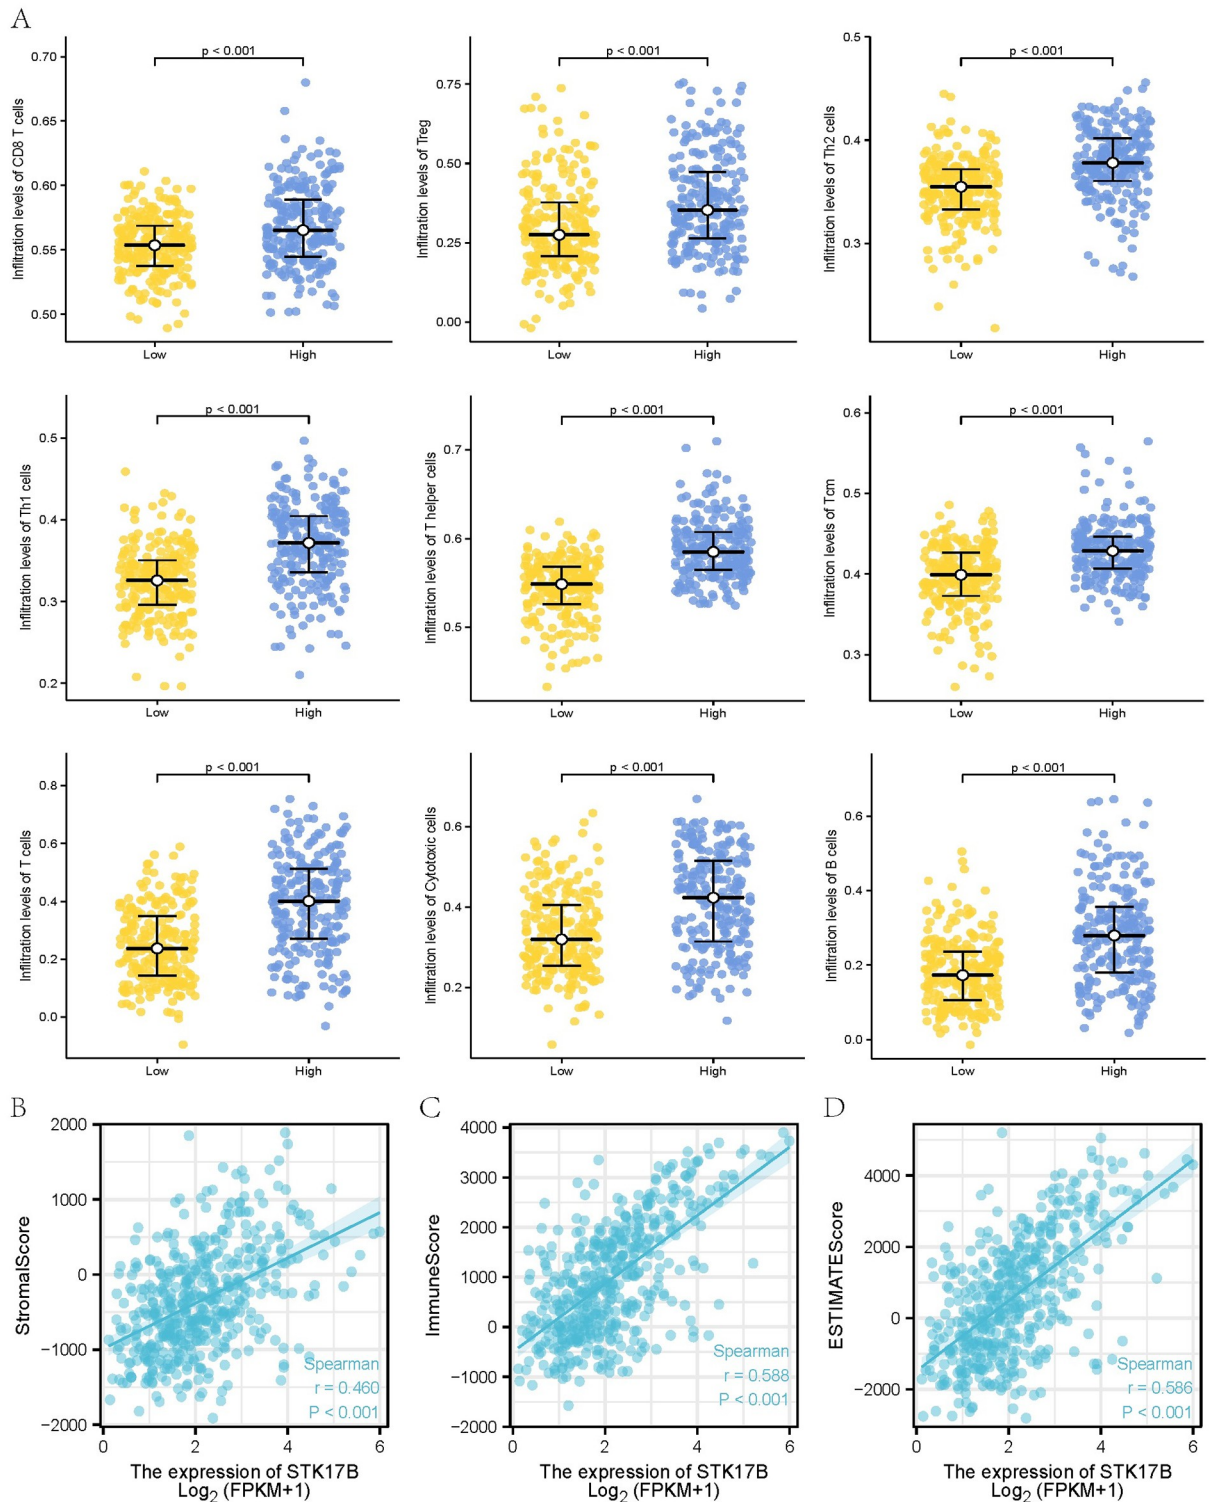 A
p < 0.001
0.70
0.65
0.60
0.55
0.50
Infiltration levels of CD8 T cells
Low
High
p < 0.001
0.75
0.50
0.25
0.00
Infiltration levels of Treg
Low
High
p < 0.001
0.5
0.4
0.3
Infiltration levels of Th2 cells
Low
High
p < 0.001
0.5
0.4
0.3
0.2
Infiltration levels of Th1 cells
Low
High
p < 0.001
0.7
0.6
0.5
Infiltration levels of T helper cells
Low
High
p < 0.001
0.6
0.5
0.4
0.3
Infiltration levels of Tcm
Low
High
p < 0.001
0.8
0.6
0.4
0.2
0.0
Infiltration levels of T cells
Low
High
p < 0.001
0.6
0.4
0.2
Infiltration levels of Cytotoxic cells
Low
High
p < 0.001
0.6
0.4
0.2
0.0
Infiltration levels of B cells
Low
High
B
2000
1000
0
−1000
−2000
StromalScore
Spearman
r = 0.460
P < 0.001
0
2
4
6
The expression of STK17B
Log2 (FPKM+1)
C
4000
3000
2000
1000
0
−1000
−2000
ImmuneScore
Spearman
r = 0.588
P < 0.001
0
2
4
6
The expression of STK17B
Log2 (FPKM+1)
D
4000
2000
0
−2000
ESTIMATEScore
Spearman
r = 0.586
P < 0.001
0
2
4
6
The expression of STK17B
Log2 (FPKM+1)